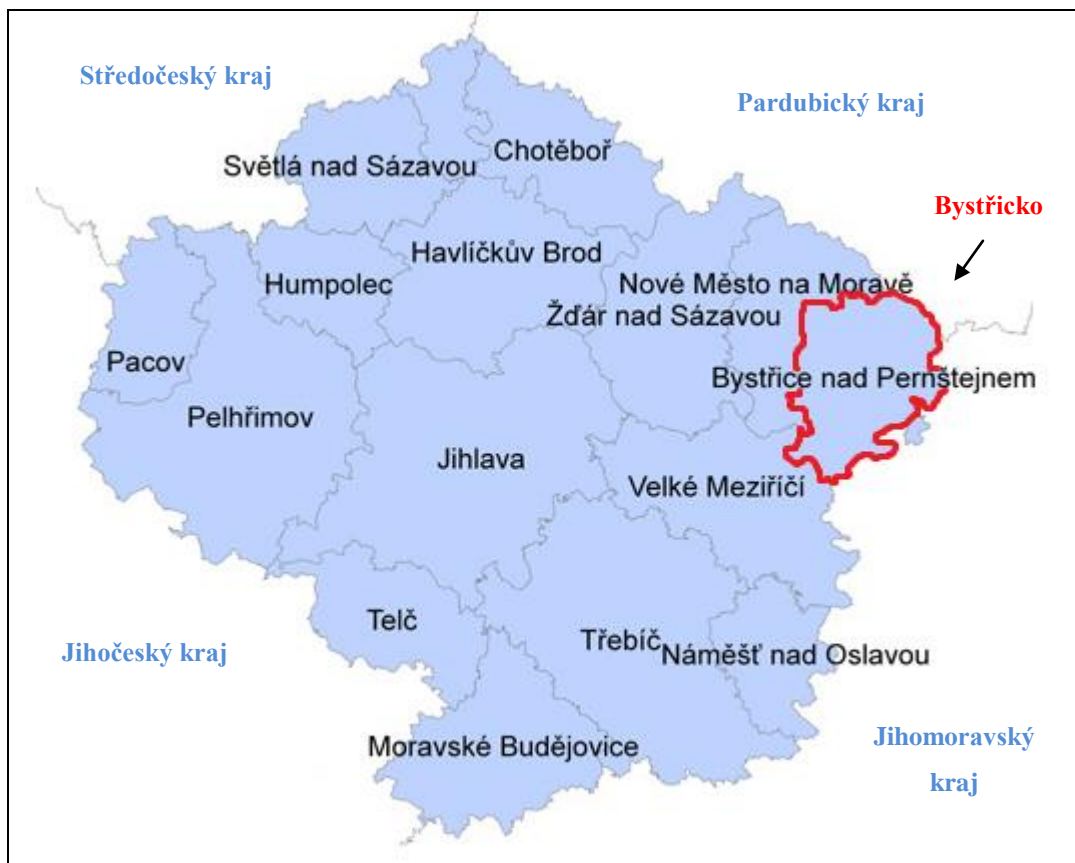 Středočeský kraj
Pardubický kraj
Chotěboř
Světlá nad Sázavou
Bystřicko
Havlíčkův Brod
Humpolec
Nové Město na Moravě
Žďár nad Sázavou
Pacov
Bystřice nad Pernštejnem
Pelhřimov
Jihlava
Velké Meziříčí
Telč
Třebíč
Jihočeský kraj
Náměšť nad Oslavou
Moravské Budějovice
Jihomoravský
kraj